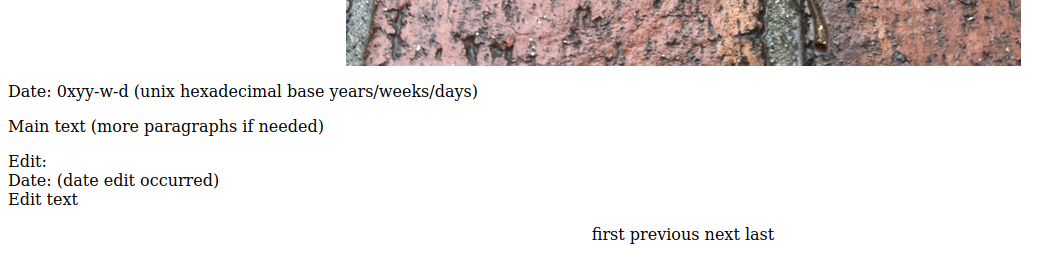 Date: 0xyy-w-d (unix hexadecimal base years/weeks/days)
Main text (more paragraphs if needed)
Edit:
Date: (date edit occurred)
Edit text
first previous next last